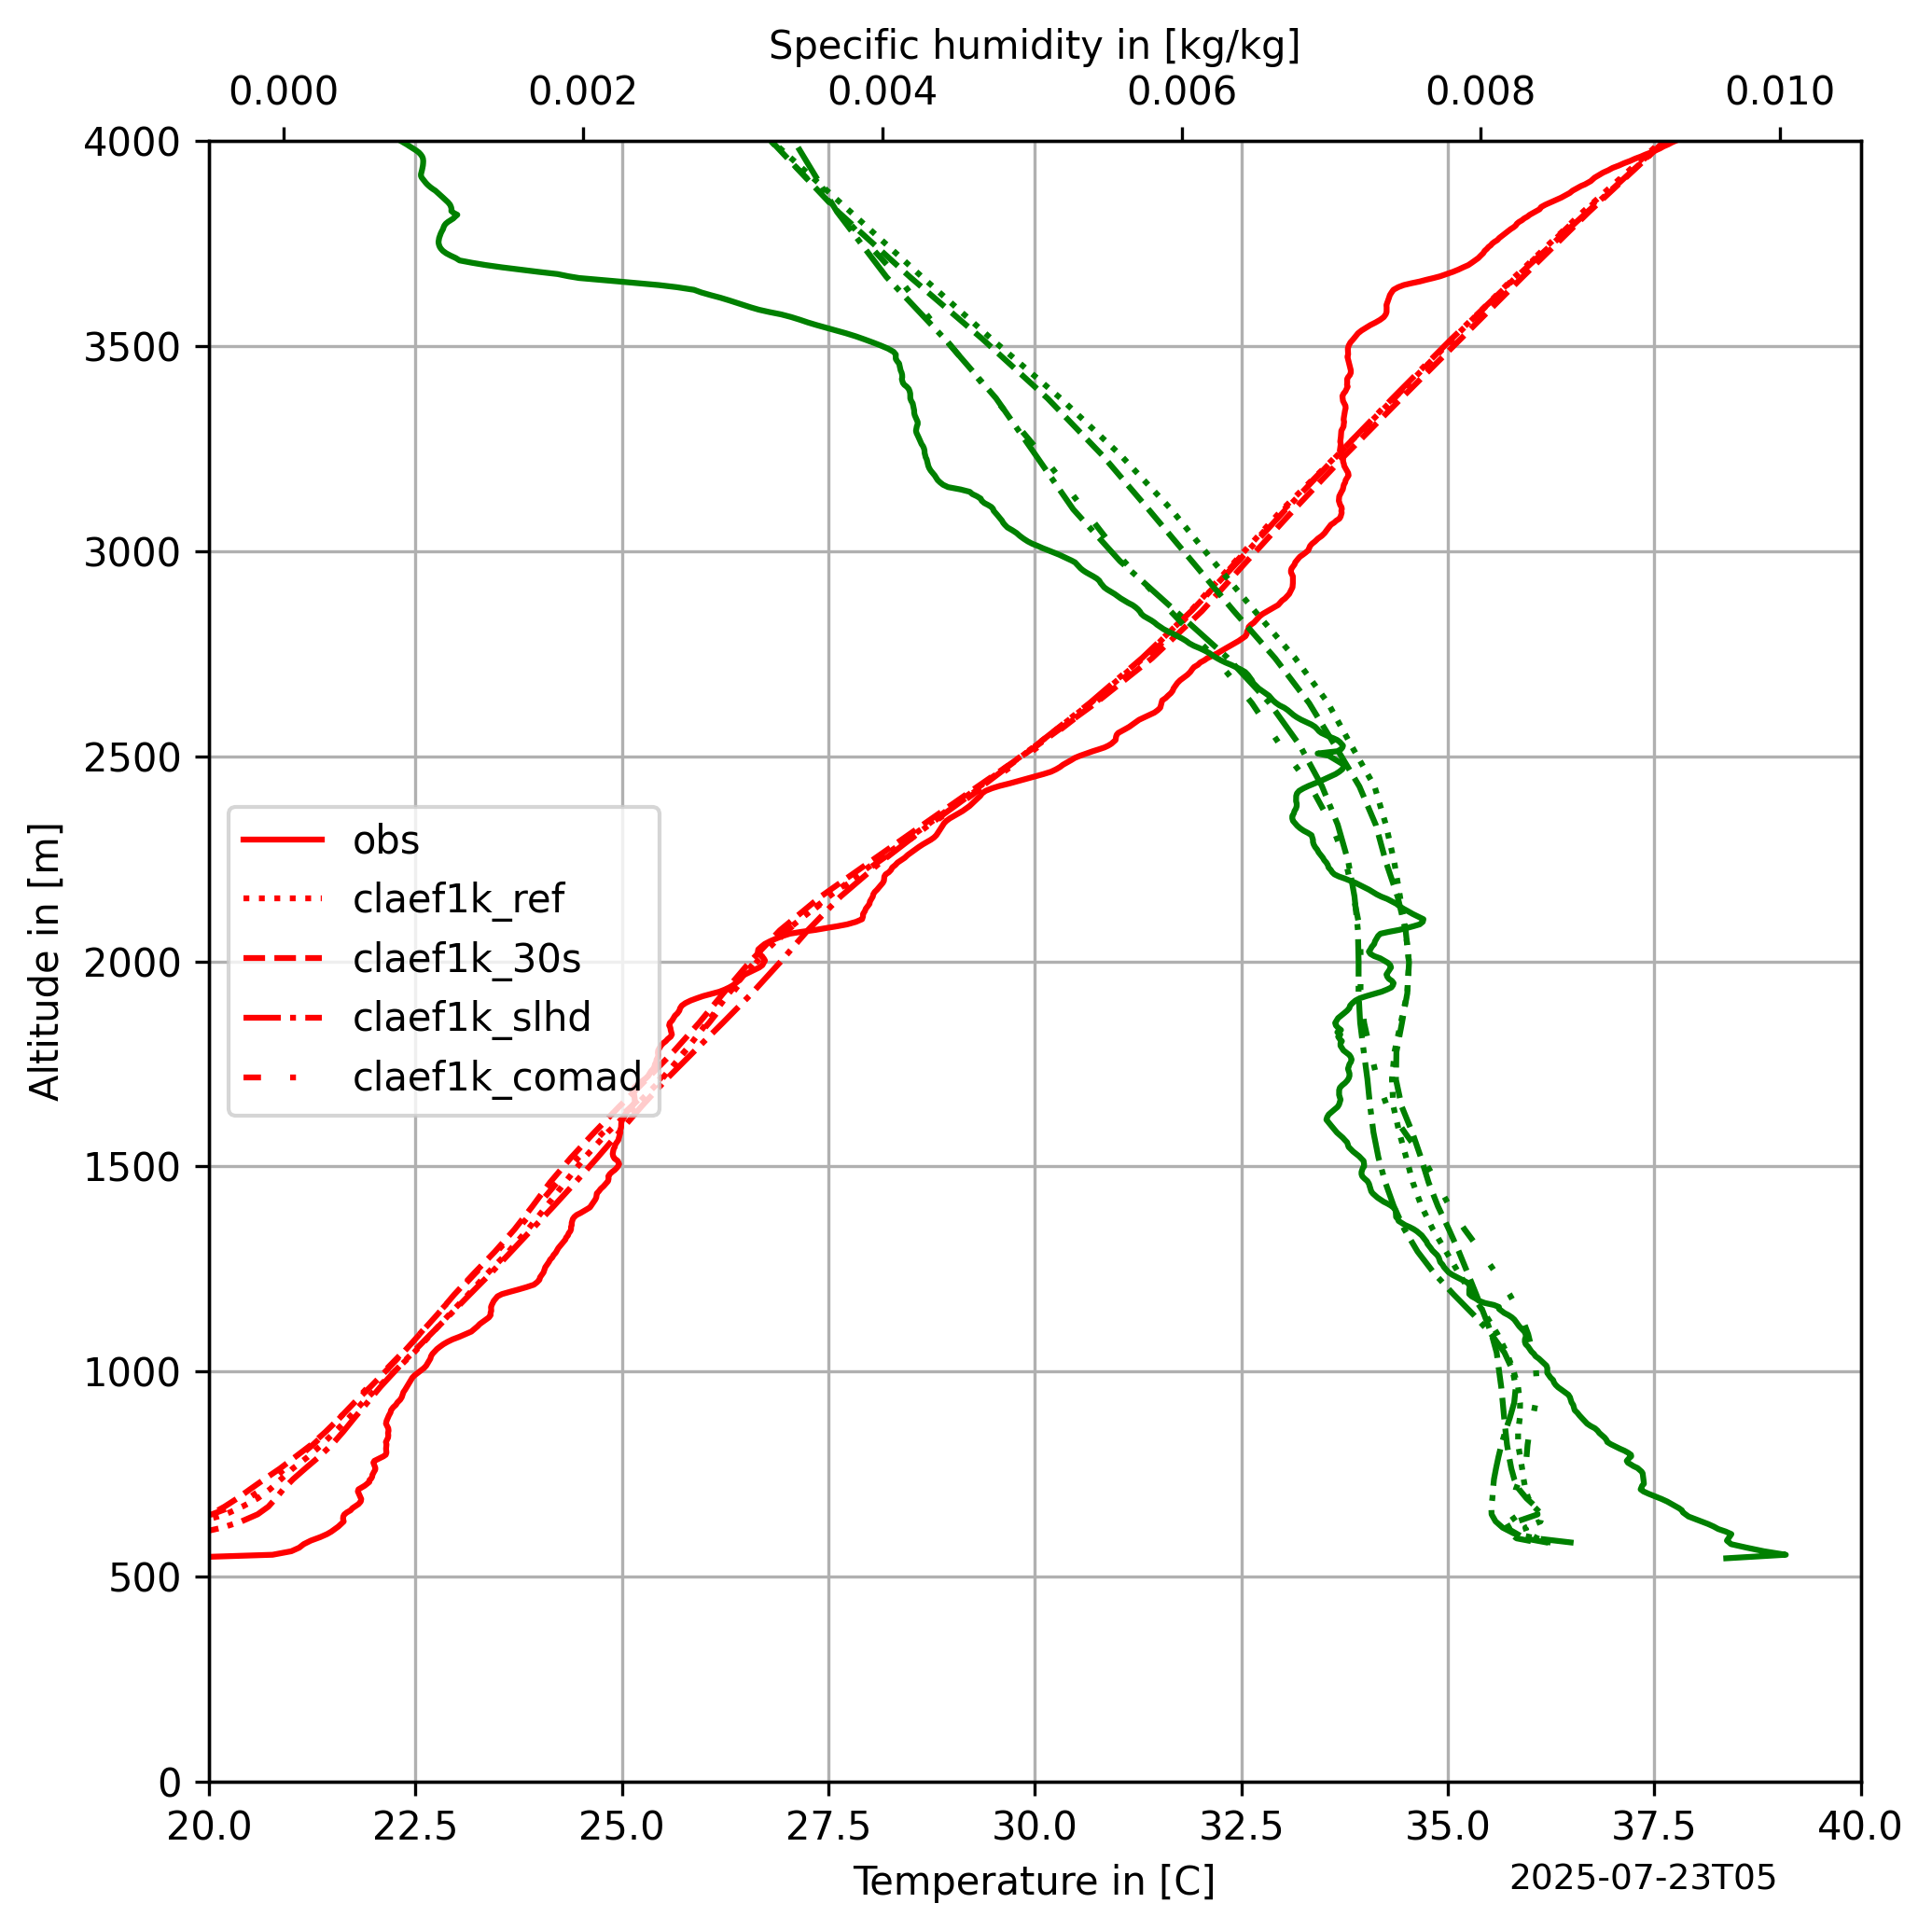 Specific humidity in [kg/kg]
0.000 0.002 0.004 0.006 0.008 0.010
4000
3500
3000
2500
2000
1500
1000
500
0
Altitude in [m]
obs
claef1k_ref
claef1k_30s
claef1k_slhd
claef1k_comad
20.0 22.5 25.0 27.5 30.0 32.5 35.0 37.5 40.0
Temperature in [C]
2025-07-23T05